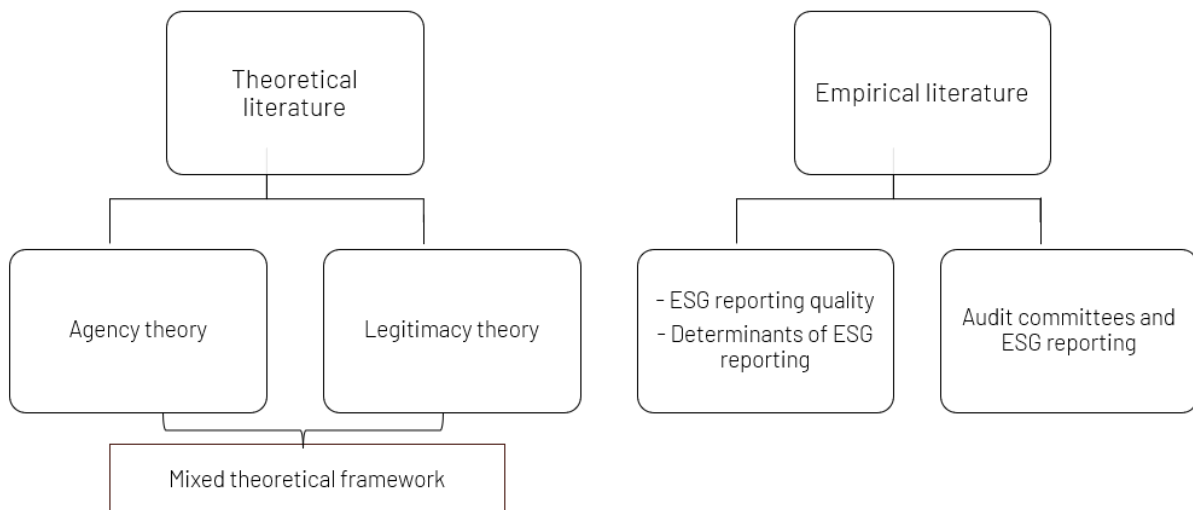 Theoretical
literature
Empirical literature
Agency theory
Legitimacy theory
- ESG reporting quality
- Determinants of ESG
reporting
Audit committees and
ESG reporting
Mixed theoretical framework